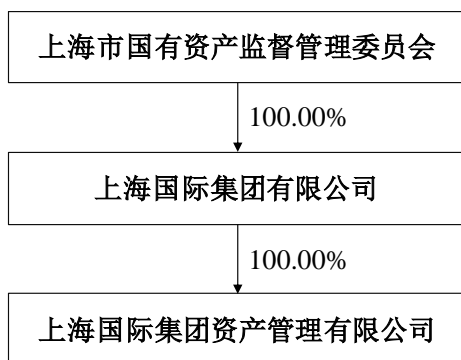 上海市国有资产监督管理委员会
100.00%
上海国际集团有限公司
100.00%
上海国际集团资产管理有限公司